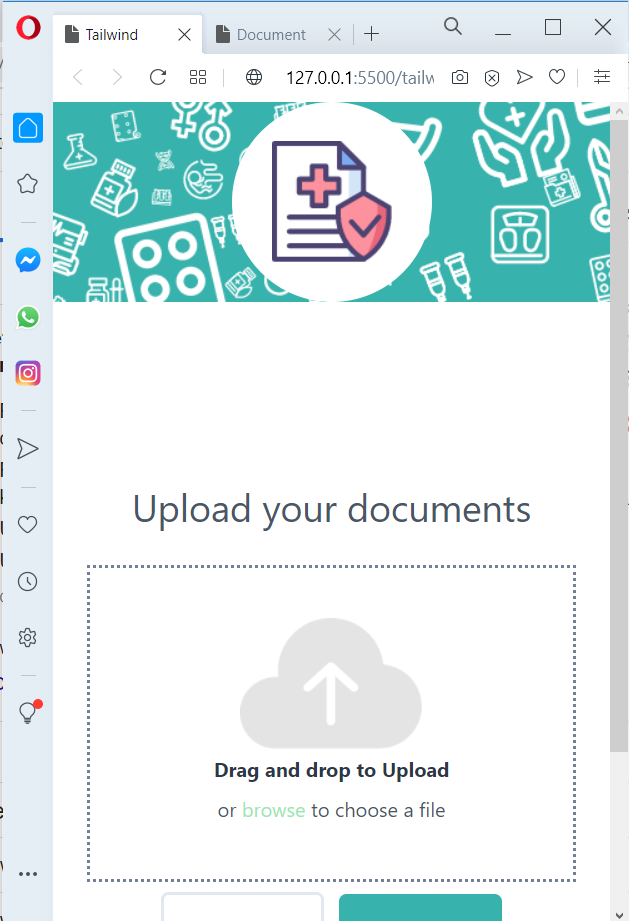 Tailwind
Document
127.0.0.1:5500/tailw
Upload your documents
Drag and drop to Upload
or browse to choose a file